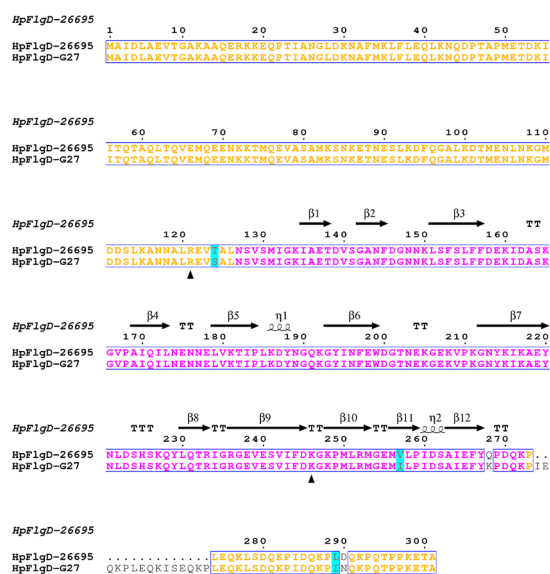 HpFlgD-26695
1 10 20 30 40 50
HpFlgD-26695 MAIDLAEVTGAKAAQERKKEQPTIANGLDKNAFMKLFLEQLKNQDPTAPMETDKI
HpFlgD-G27 MAIDLAEVTGAKAAQERKKEQPTIANGLDKNAFMKLFLEQLKNQDPTAPMETDKI
HpFlgD-26695
60 70 80 90 100 110
HpFlgD-26695 ITQTAQLTQVEMQEENKKTMQEVASAMKSNKETNESLKDFQGALKDTMENLNKGM
HpFlgD-G27 ITQTAQLTQVEMQEENKKTMQEVASAMKSNKETNESLKDFQGALKDTMENLNKGM
HpFlgD-26695 β1 β2 β3 TT
120 130 140 150 160
HpFlgD-26695 DDSLKANNALREVTALNSVSMIGKIAETDVSGANFDGNNKLSFSLFFDEKIDASK
HpFlgD-G27 DDSLKANNALREVSALNSVSMIGKIAETDVSGANFDGNNKLSFSLFFDEKIDASK
HpFlgD-26695 β4 TT β5 η1 β6 TT β7
170 180 190 200 210 220
HpFlgD-26695 GVPAIQILNENNELVKTIPLKDYNGQKGYINFEWDGTNEKGEKVPKGNYKIKAEY
HpFlgD-G27 GVPAIQILNENNELVKTIPLKDYNGQKGYINFEWDGTNEKGEKVPKGNYKIKAEY
HpFlgD-26695 TTT β8 TT β9 TT β10 TT β11 η2 β12 TT
230 240 250 260 270
HpFlgD-26695 NLDSHSKQYLQTRIGRGEVESVIFDKGKPMLRMGEMVLPIDSAIEFYQPDQKP..
HpFlgD-G27 NLDSHSKQYLQTRIGRGEVESVIFDKGKPMLRMGEMILPIDSAIEFYKPDQKPIE
HpFlgD-26695
280 290 300
HpFlgD-26695 .............LEQKLSDQKPIDQKPLDQKPQTPPKETA
HpFlgD-G27 QKPLEQKISEQKPLEQKLSDQKPIDQKPINQKPQTPPKETA